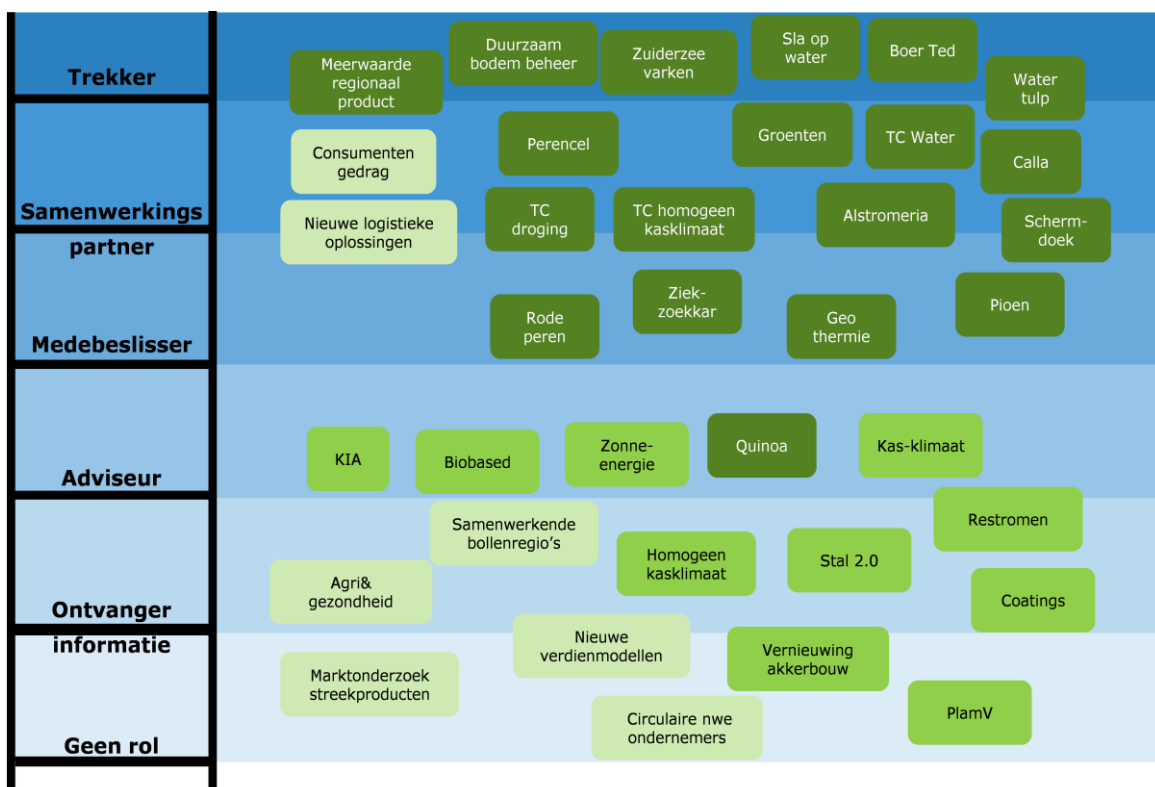 Trekker
Meerwaarde
regionaal
product
Duurzaam
bodem beheer
Zuiderzee
varken
Sla op
water
Boer Ted
Water
tulp
Samenwerkings
partner
Consumenten
gedrag
Perencel
Groenten
TC Water
Calla
Nieuwe logistieke
oplossingen
TC
droging
TC homogeen
kasklimaat
Alstromeria
Scherm-
doek
Medebeslisser
Rode
peren
Ziek-
zoekkar
Geo
thermie
Pioen
Adviseur
KIA
Biobased
Zonne-
energie
Quinoa
Kas-klimaat
Ontvanger
informatie
Samenwerkende
bollenregio's
Agri&
gezondheid
Homogeen
kasklimaat
Stal 2.0
Restromen
Coatings
Geen rol
Marktonderzoek
streekproducten
Nieuwe
verdienmodellen
Vernieuwing
akkerbouw
Circulaire nwe
ondernemers
PlamV